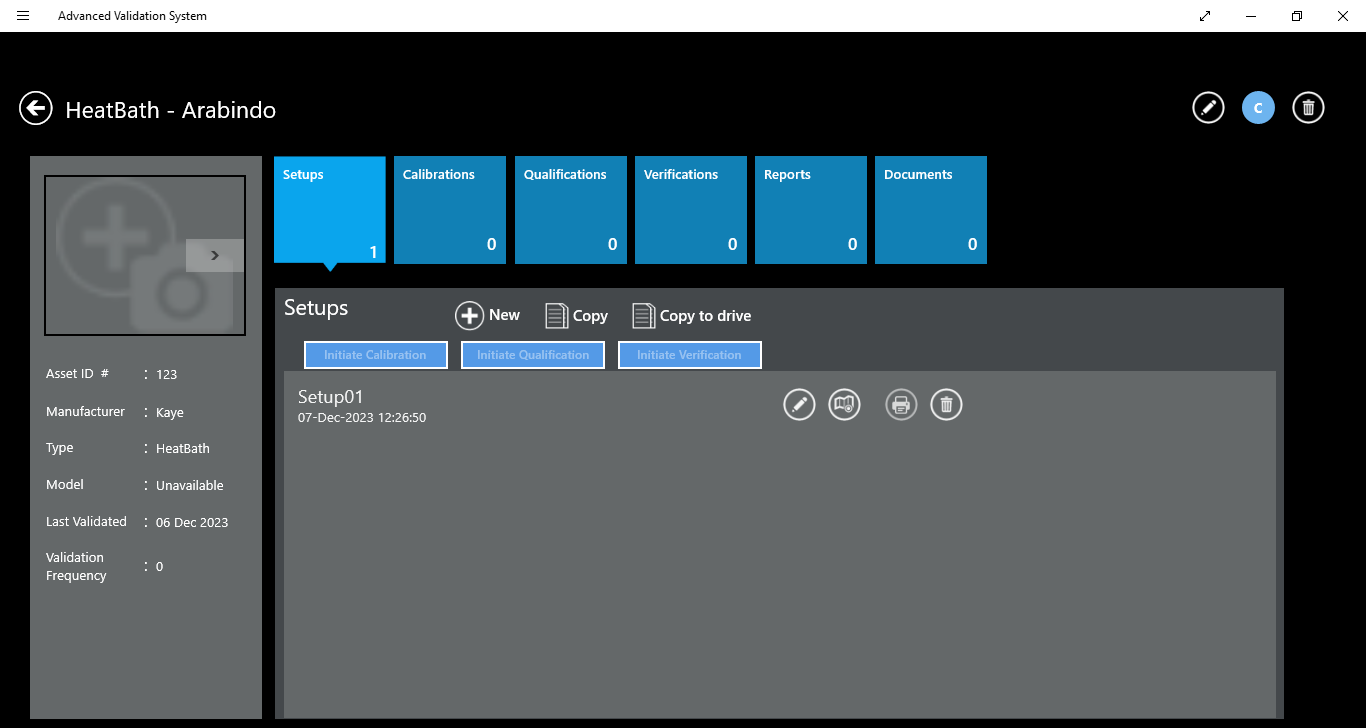 Advanced Validation System
HeatBath - Arabindo
C
Setups
1
Calibrations
0
Qualifications
0
Verifications
0
Reports
0
Documents
0
Asset ID #  :  123
Manufacturer  :  Kaye
Type  :  HeatBath
Model  :  Unavailable
Last Validated  :  06 Dec 2023
Validation
Frequency  :  0
Setups
New
Copy
Copy to drive
Initiate Calibration
Initiate Qualification
Initiate Verification
Setup01
07-Dec-2023 12:26:50